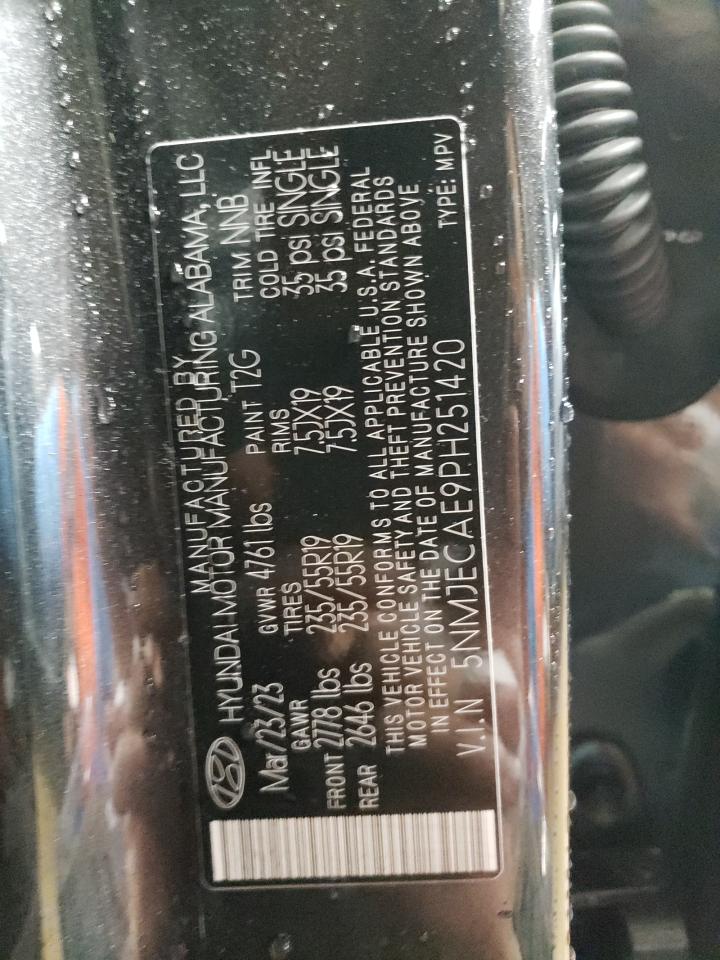 MANUFACTURED BY
HYUNDAI MOTOR MANUFACTURING ALABAMA, LLC
Mar/23/23 GVWR 4761 lbs PAINT T2G TRIM NNB
GAWR TIRES RIMS COLD TIRE INFL
FRONT 2778 lbs 235/55R19 7.5JX19 35 psi SINGLE
REAR 2646 lbs 235/55R19 7.5JX19 35 psi SINGLE
THIS VEHICLE CONFORMS TO ALL APPLICABLE U.S.A. FEDERAL
MOTOR VEHICLE SAFETY AND THEFT PREVENTION STANDARDS
IN EFFECT ON THE DATE OF MANUFACTURE SHOWN ABOVE
V.I.N 5NMJECAE9PH251420 TYPE: MPV